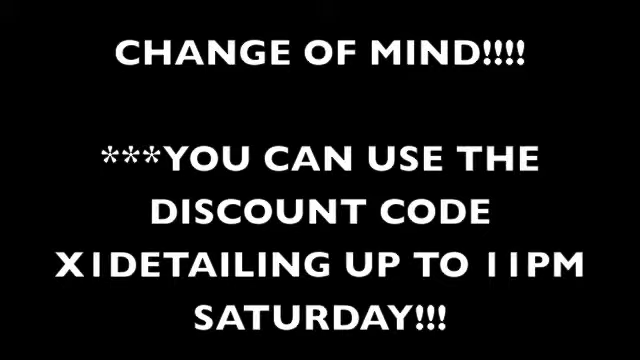 CHANGE OF MIND!!!!
***YOU CAN USE THE
DISCOUNT CODE
X1DETAILING UP TO 11PM
SATURDAY!!!